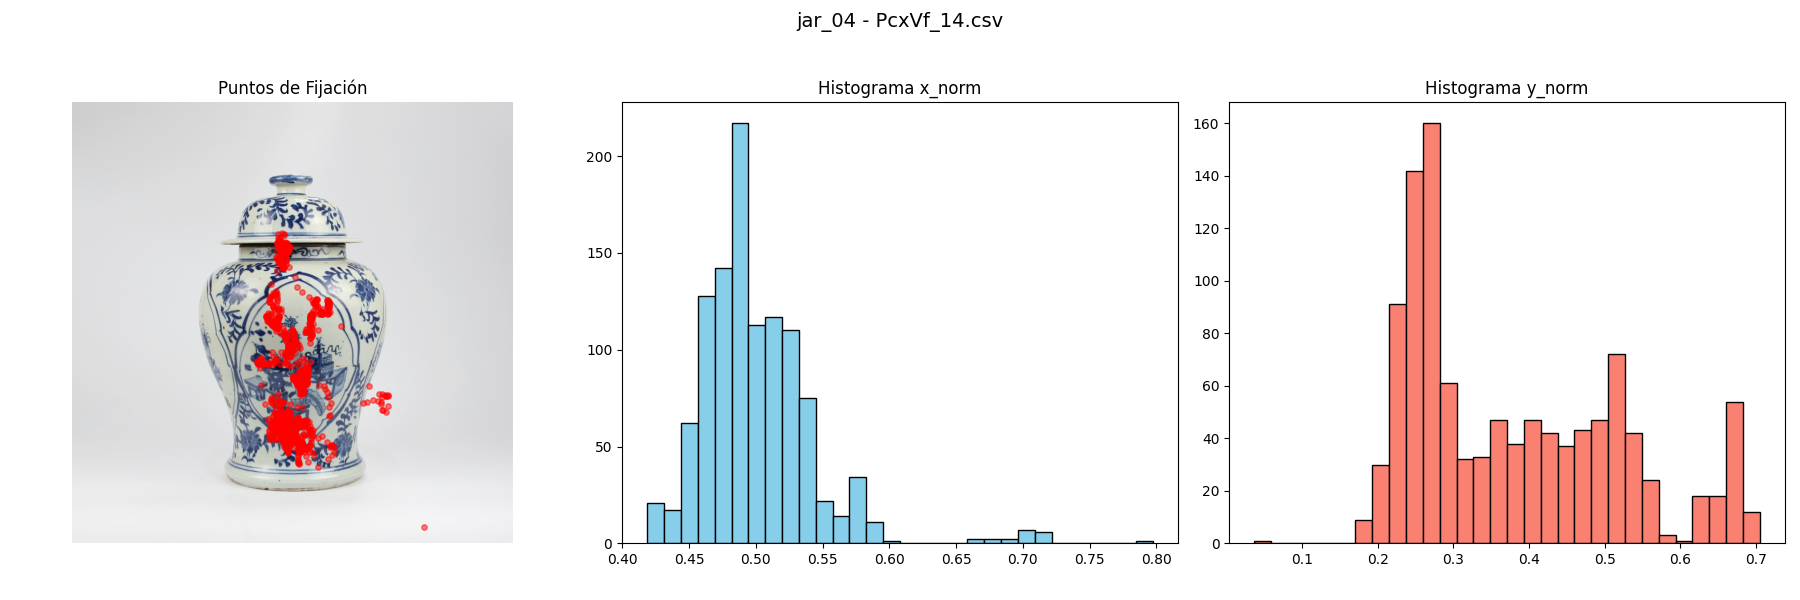 jar_04 - PcxVf_14.csv
Puntos de Fijación
Histograma x_norm
200
150
100
50
0
0.40 0.45 0.50 0.55 0.60 0.65 0.70 0.75 0.80
Histograma y_norm
160
140
120
100
80
60
40
20
0
0.1 0.2 0.3 0.4 0.5 0.6 0.7